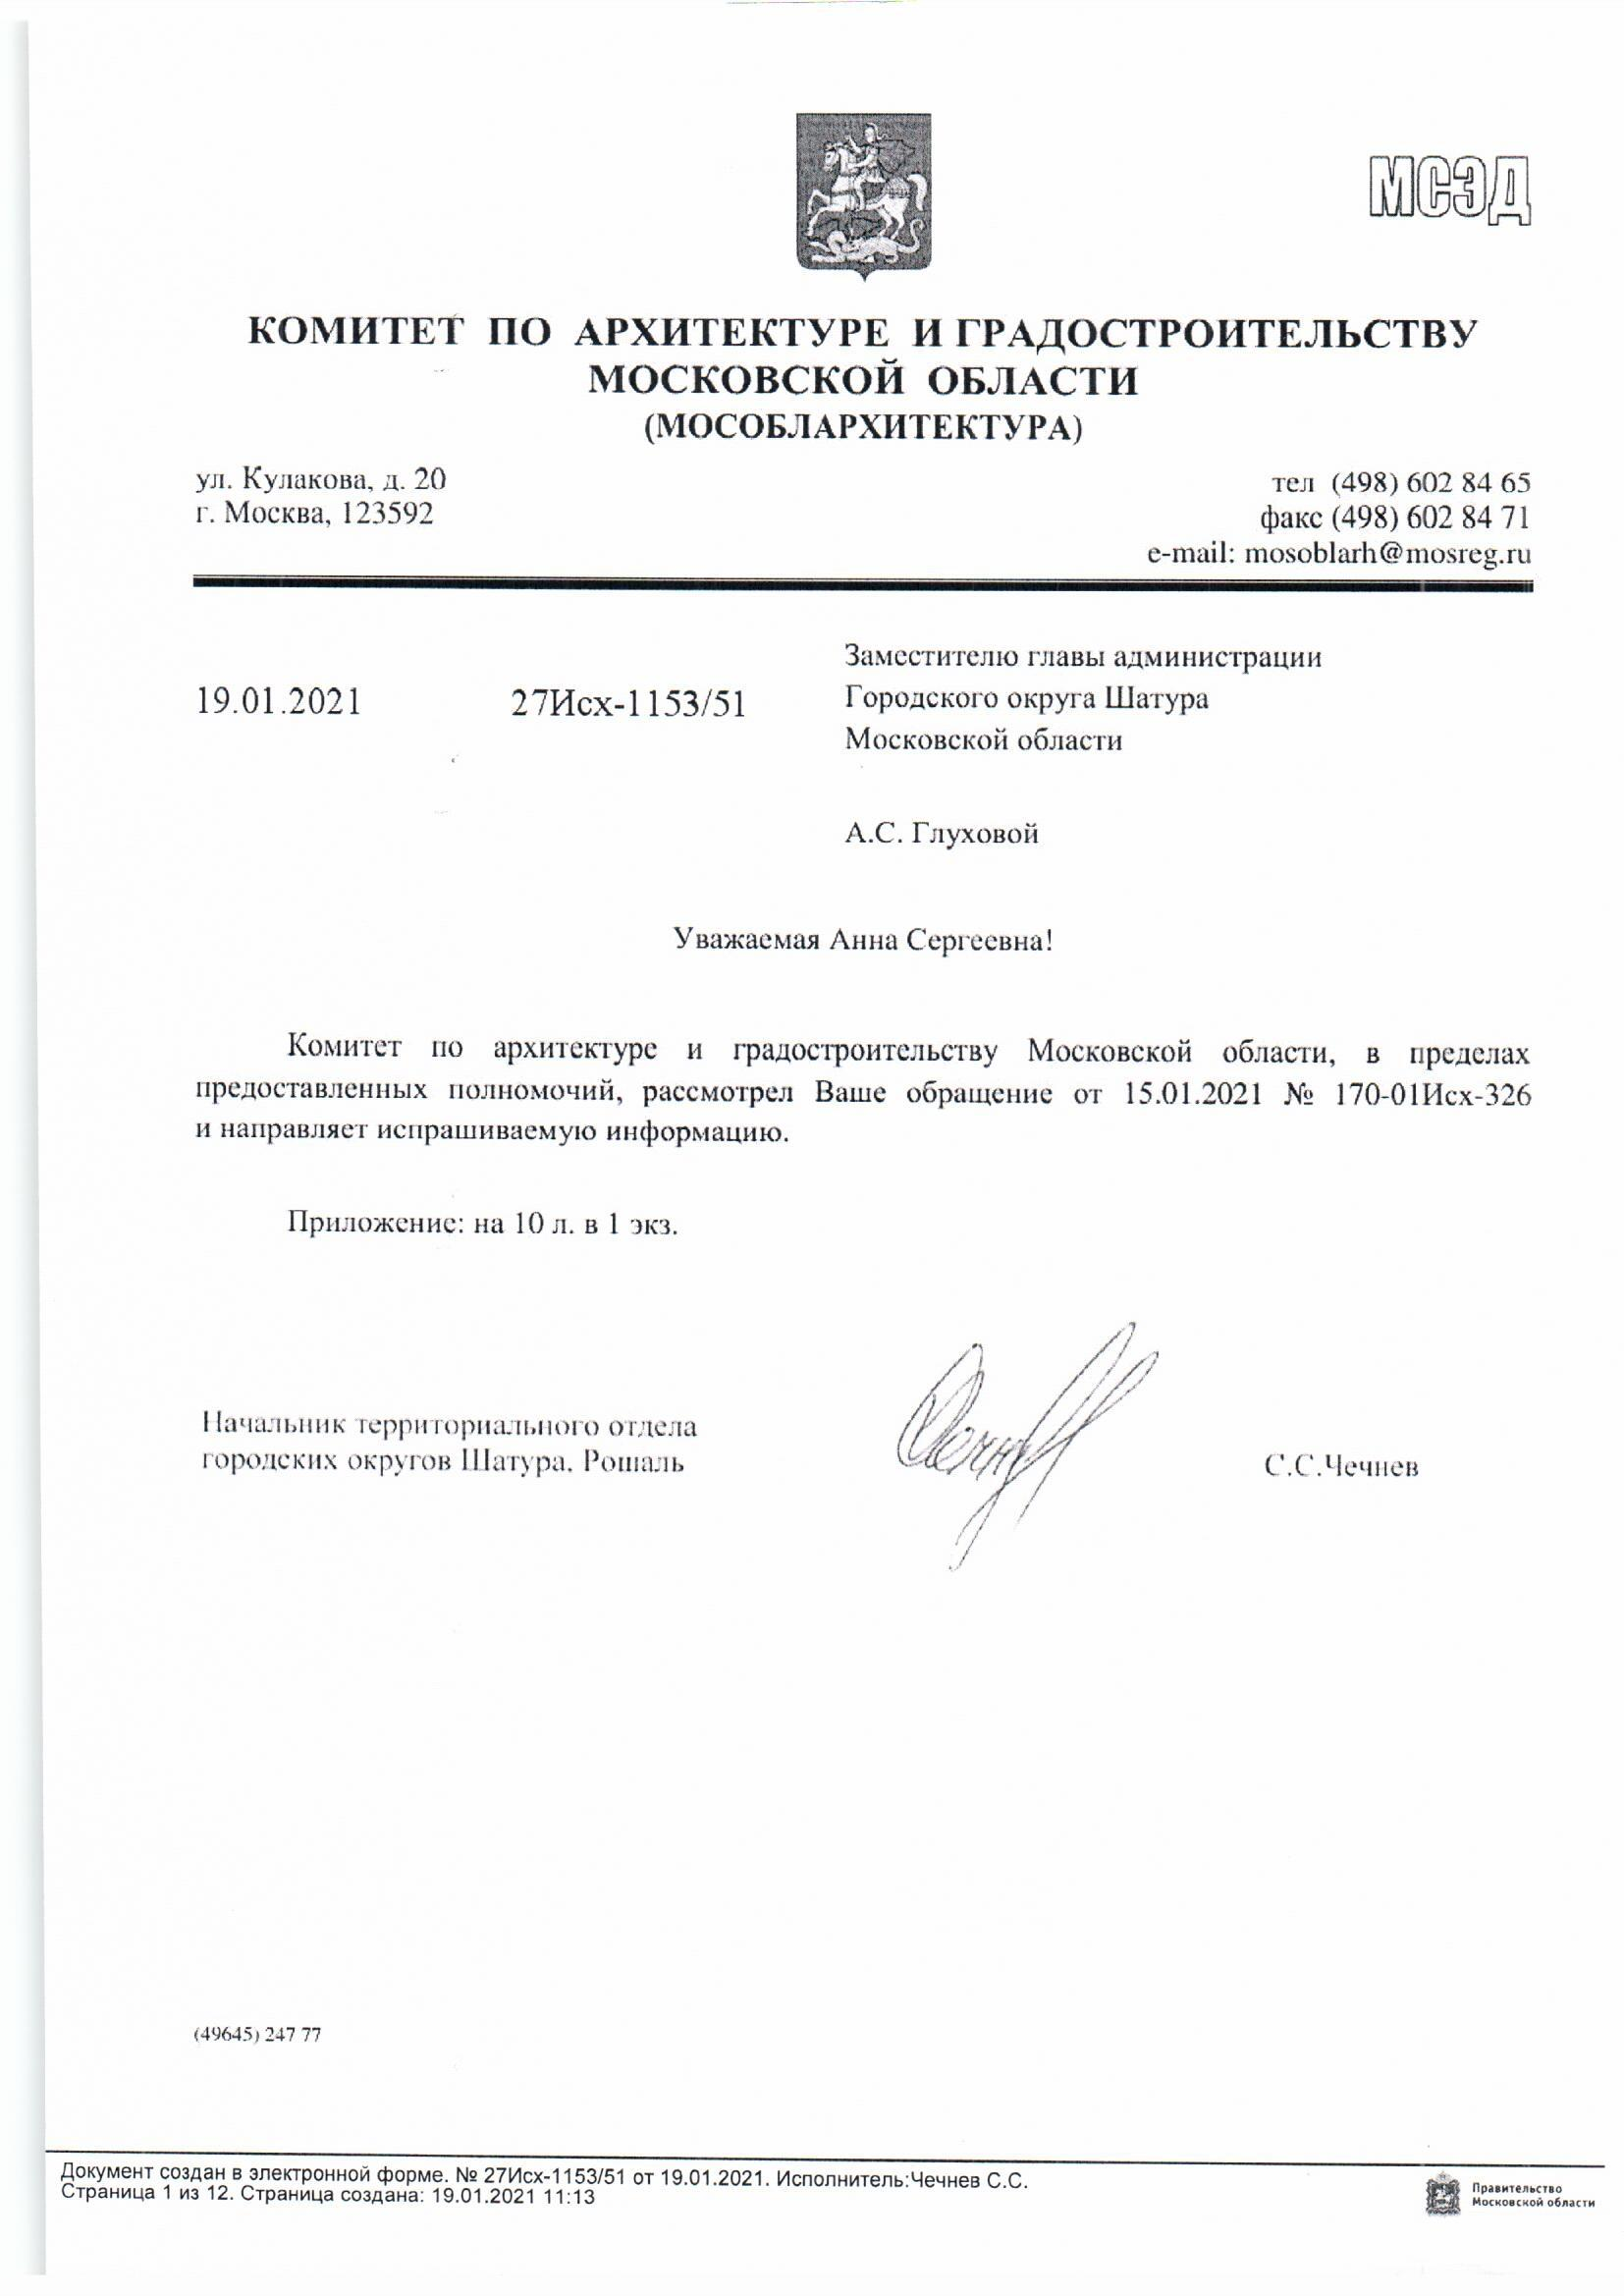 МСЭД
КОМИТЕТ ПО АРХИТЕКТУРЕ И ГРАДОСТРОИТЕЛЬСТВУ
МОСКОВСКОЙ ОБЛАСТИ
(МОСОБЛАРХИТЕКТУРА)
ул. Кулакова, д. 20
г. Москва, 123592
тел (498) 602 84 65
факс (498) 602 84 71
e-mail: mosoblarh@mosreg.ru
19.01.2021
27Исх-1153/51
Заместителю главы администрации
Городского округа Шатура
Московской области
А.С. Глуховой
Уважаемая Анна Сергеевна!
Комитет по архитектуре и градостроительству Московской области, в пределах
предоставленных полномочий, рассмотрел Ваше обращение от 15.01.2021 № 170-01Исх-326
и направляет испрашиваемую информацию.
Приложение: на 10 л. в 1 экз.
Начальник территориального отдела
городских округов Шатура, Рошаль
С.С.Чечнев
(49645) 247 77
Документ создан в электронной форме. № 27Исх-1153/51 от 19.01.2021. Исполнитель:Чечнев С.С.
Страница 1 из 12. Страница создана: 19.01.2021 11:13
Правительство
Московской области